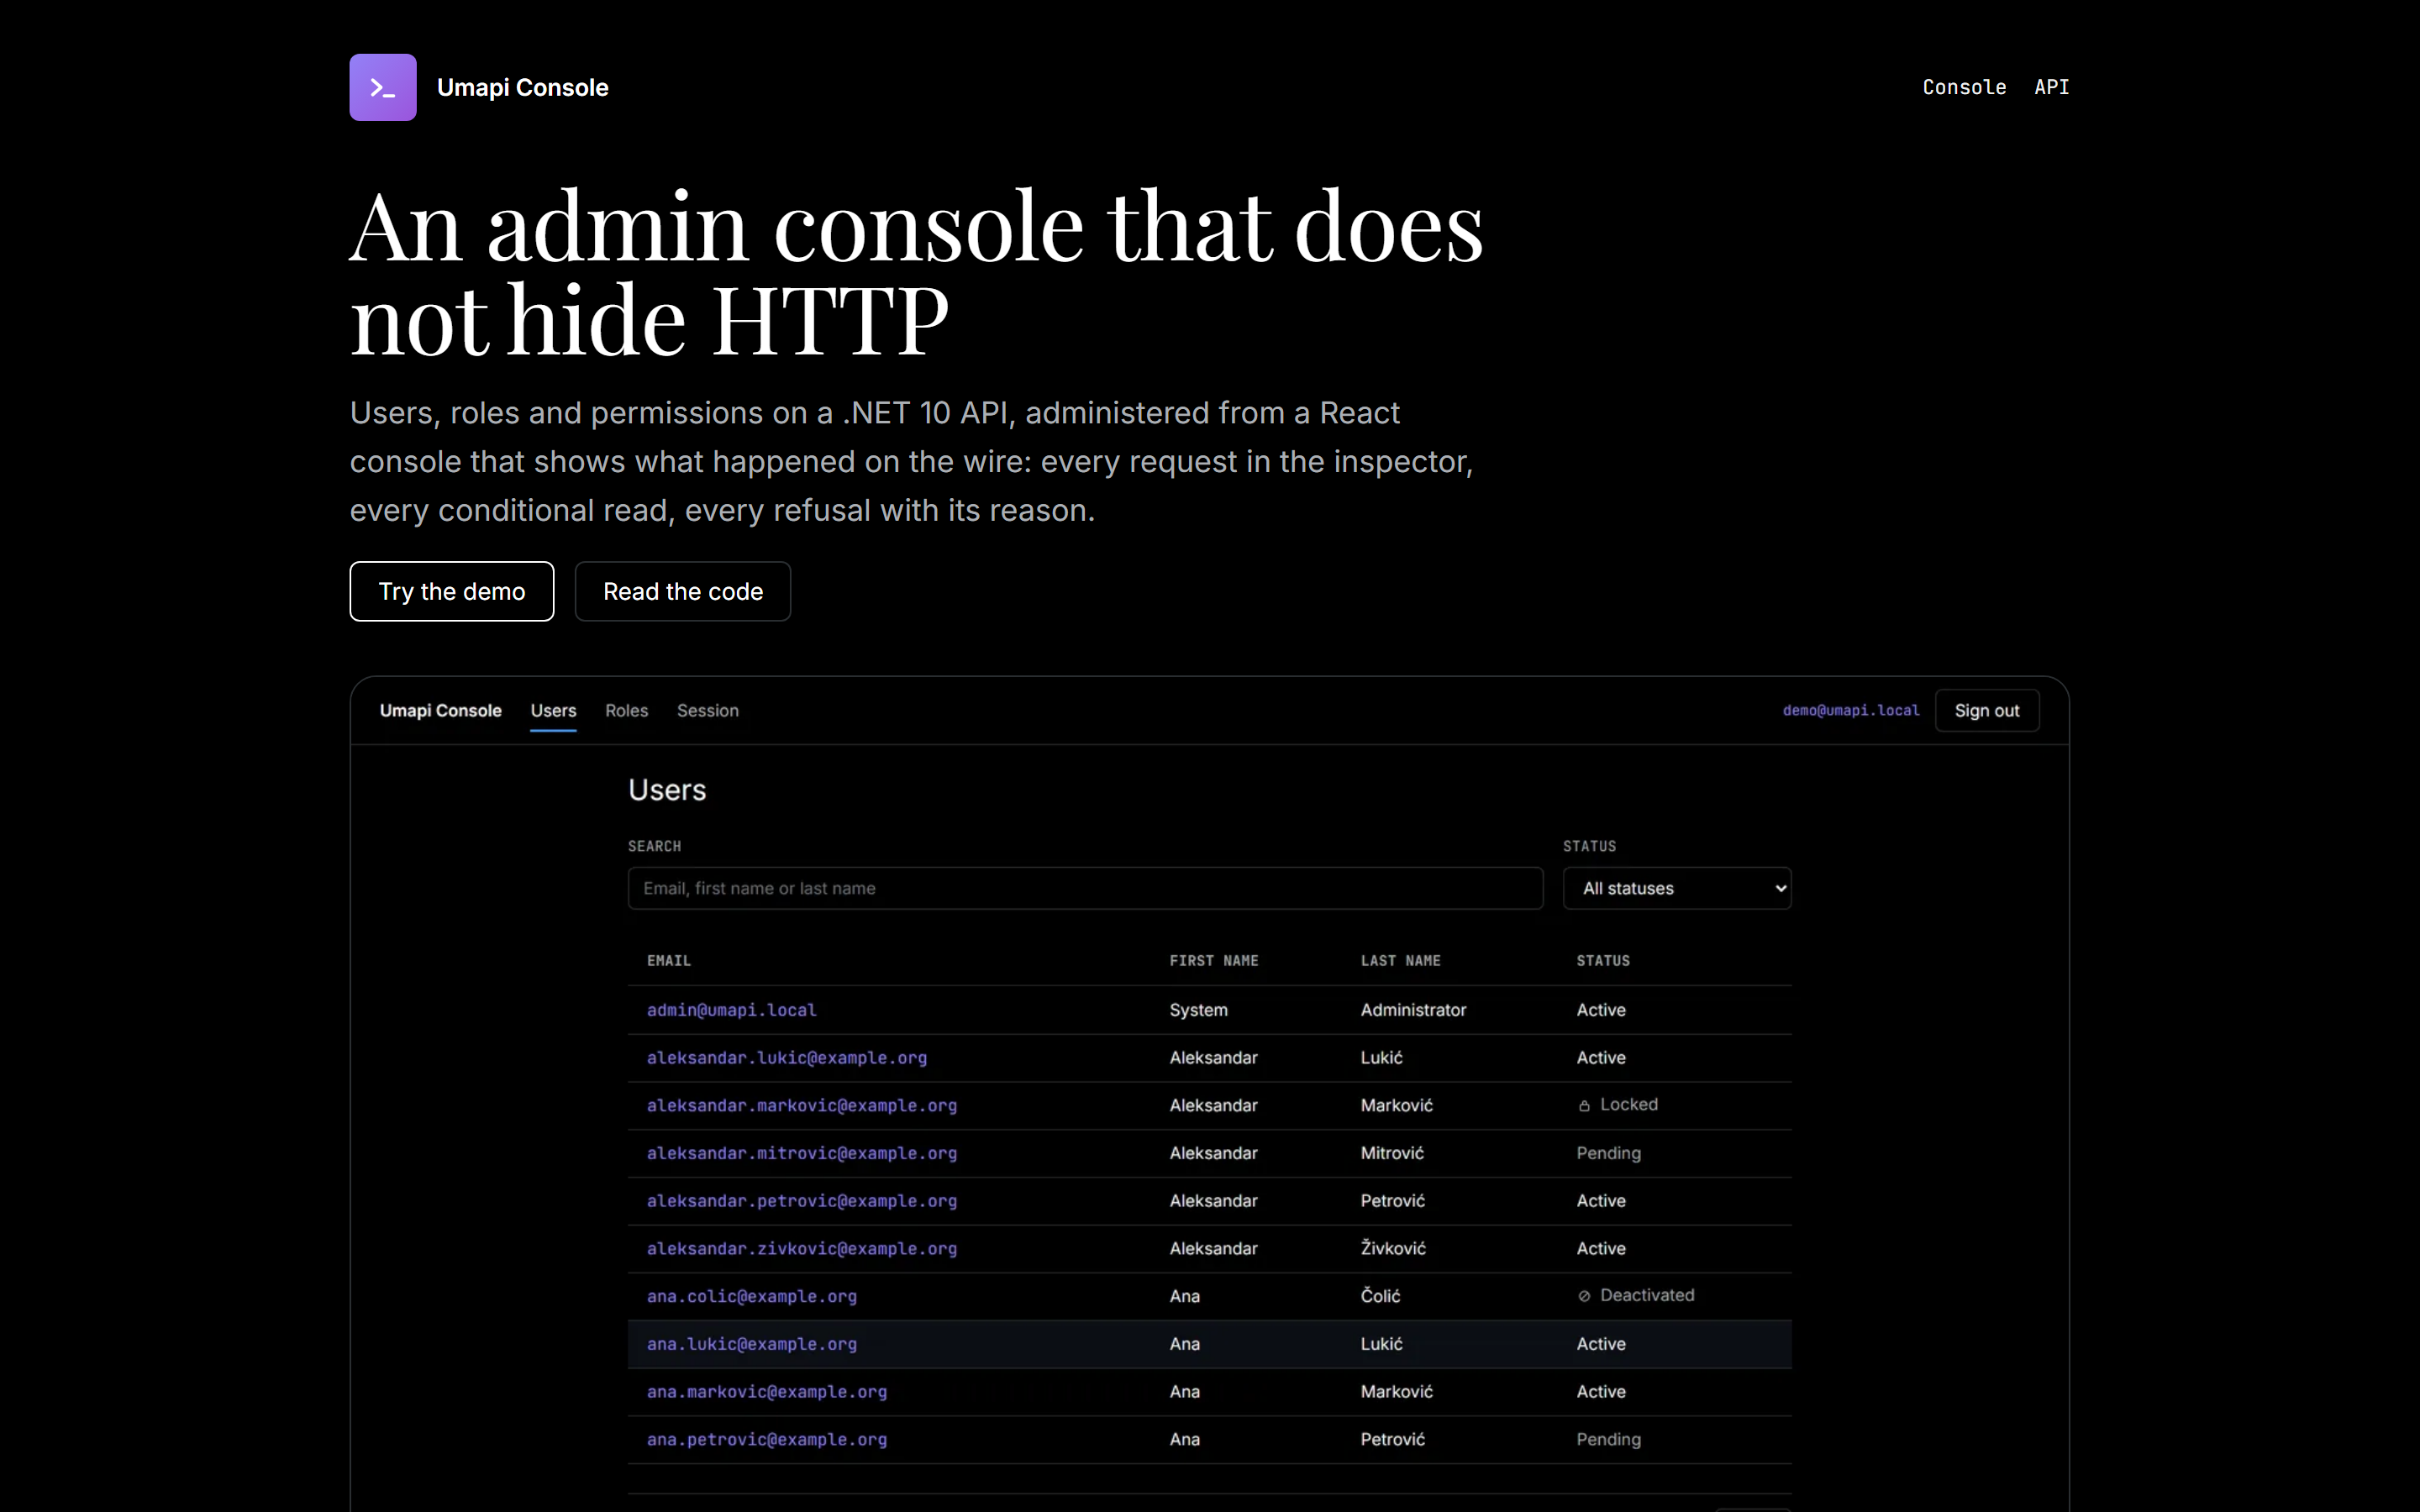 >_ Umapi Console Console API
An admin console that does
not hide HTTP
Users, roles and permissions on a .NET 10 API, administered from a React
console that shows what happened on the wire: every request in the inspector,
every conditional read, every refusal with its reason.
Try the demo Read the code
Umapi Console Users Roles Session demo@umapi.local Sign out
Users
SEARCH STATUS
Email, first name or last name All statuses
EMAIL FIRST NAME LAST NAME STATUS
admin@umapi.local System Administrator Active
aleksandar.lukic@example.org Aleksandar Lukić Active
aleksandar.markovic@example.org Aleksandar Marković Locked
aleksandar.mitrovic@example.org Aleksandar Mitrović Pending
aleksandar.petrovic@example.org Aleksandar Petrović Active
aleksandar.zivkovic@example.org Aleksandar Živković Active
ana.colic@example.org Ana Čolić Deactivated
ana.lukic@example.org Ana Lukić Active
ana.markovic@example.org Ana Marković Active
ana.petrovic@example.org Ana Petrović Pending